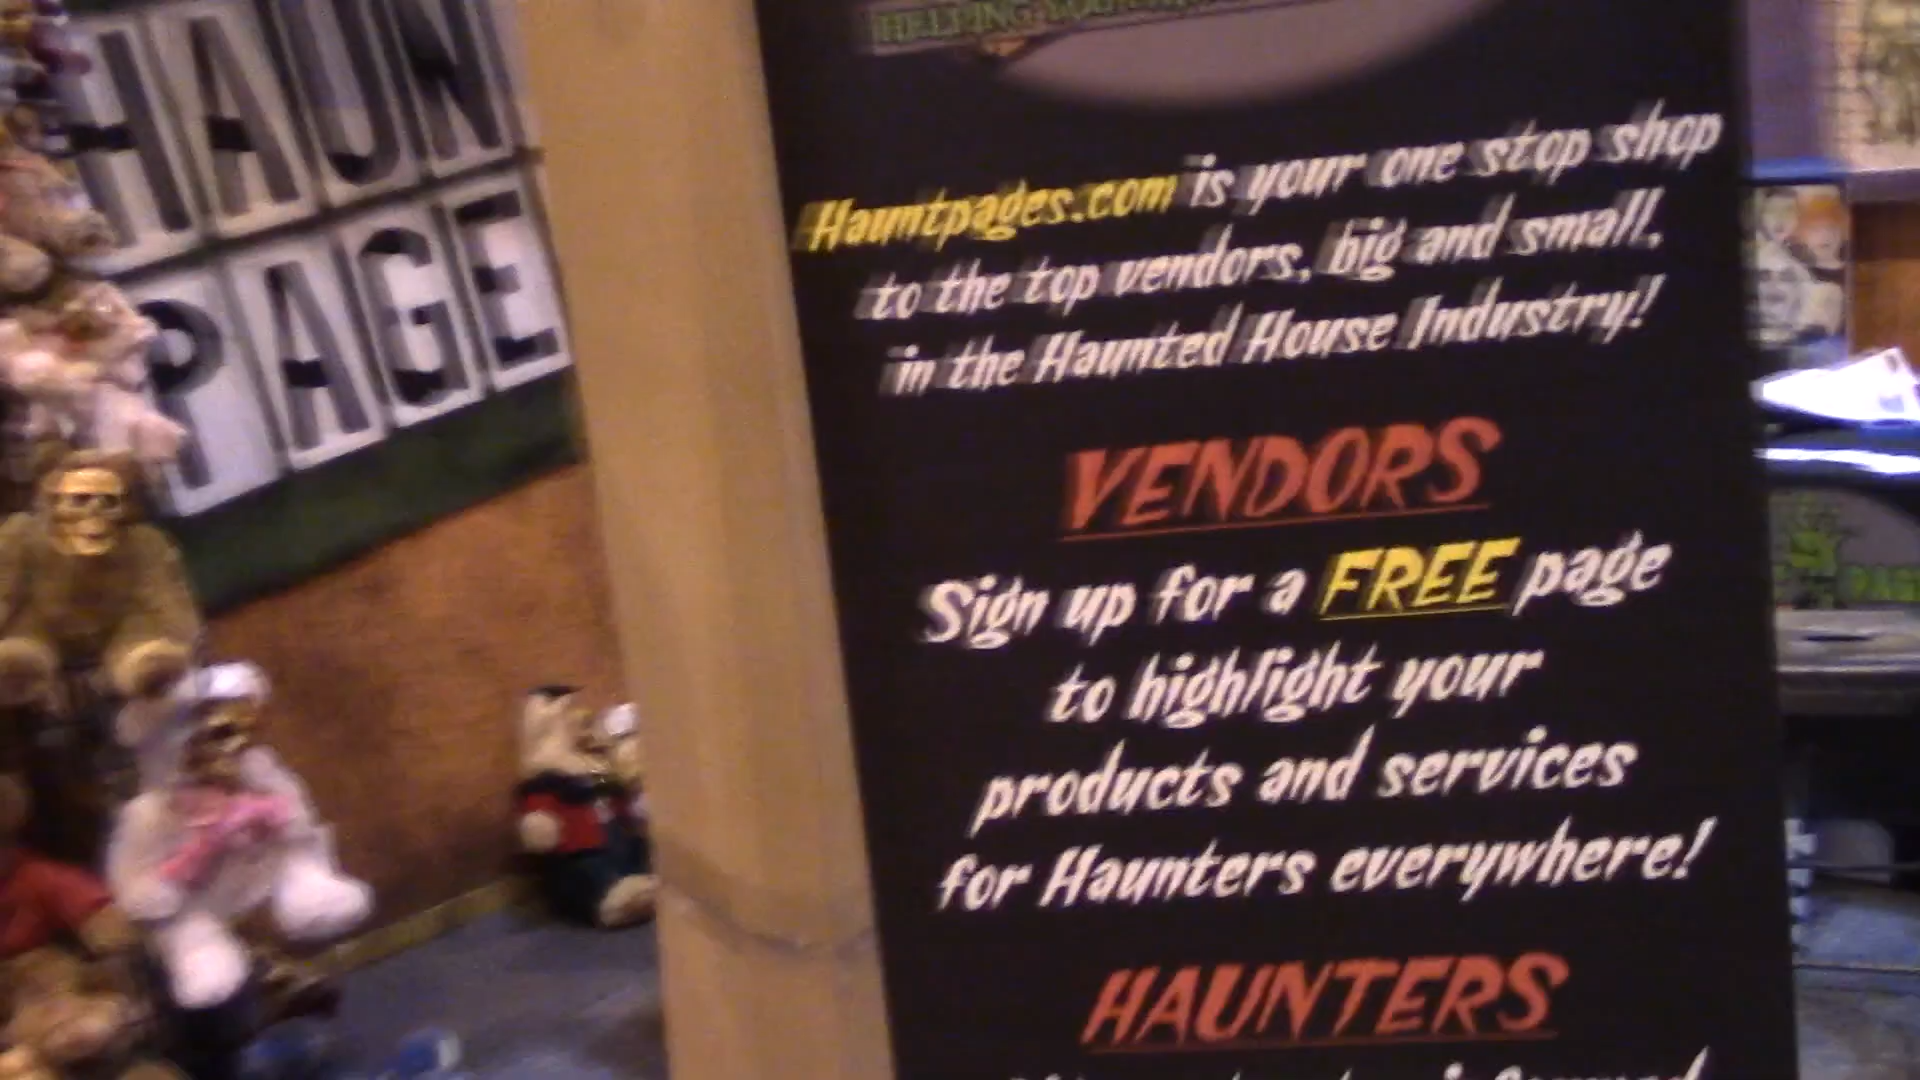 HAUN
PAGE
HELPING
Hauntpages.com is your one stop shop
to the top vendors, big and small,
in the Haunted House Industry!
VENDORS
Sign up for a FREE page
to highlight your
products and services
for Haunters everywhere!
HAUNTERS